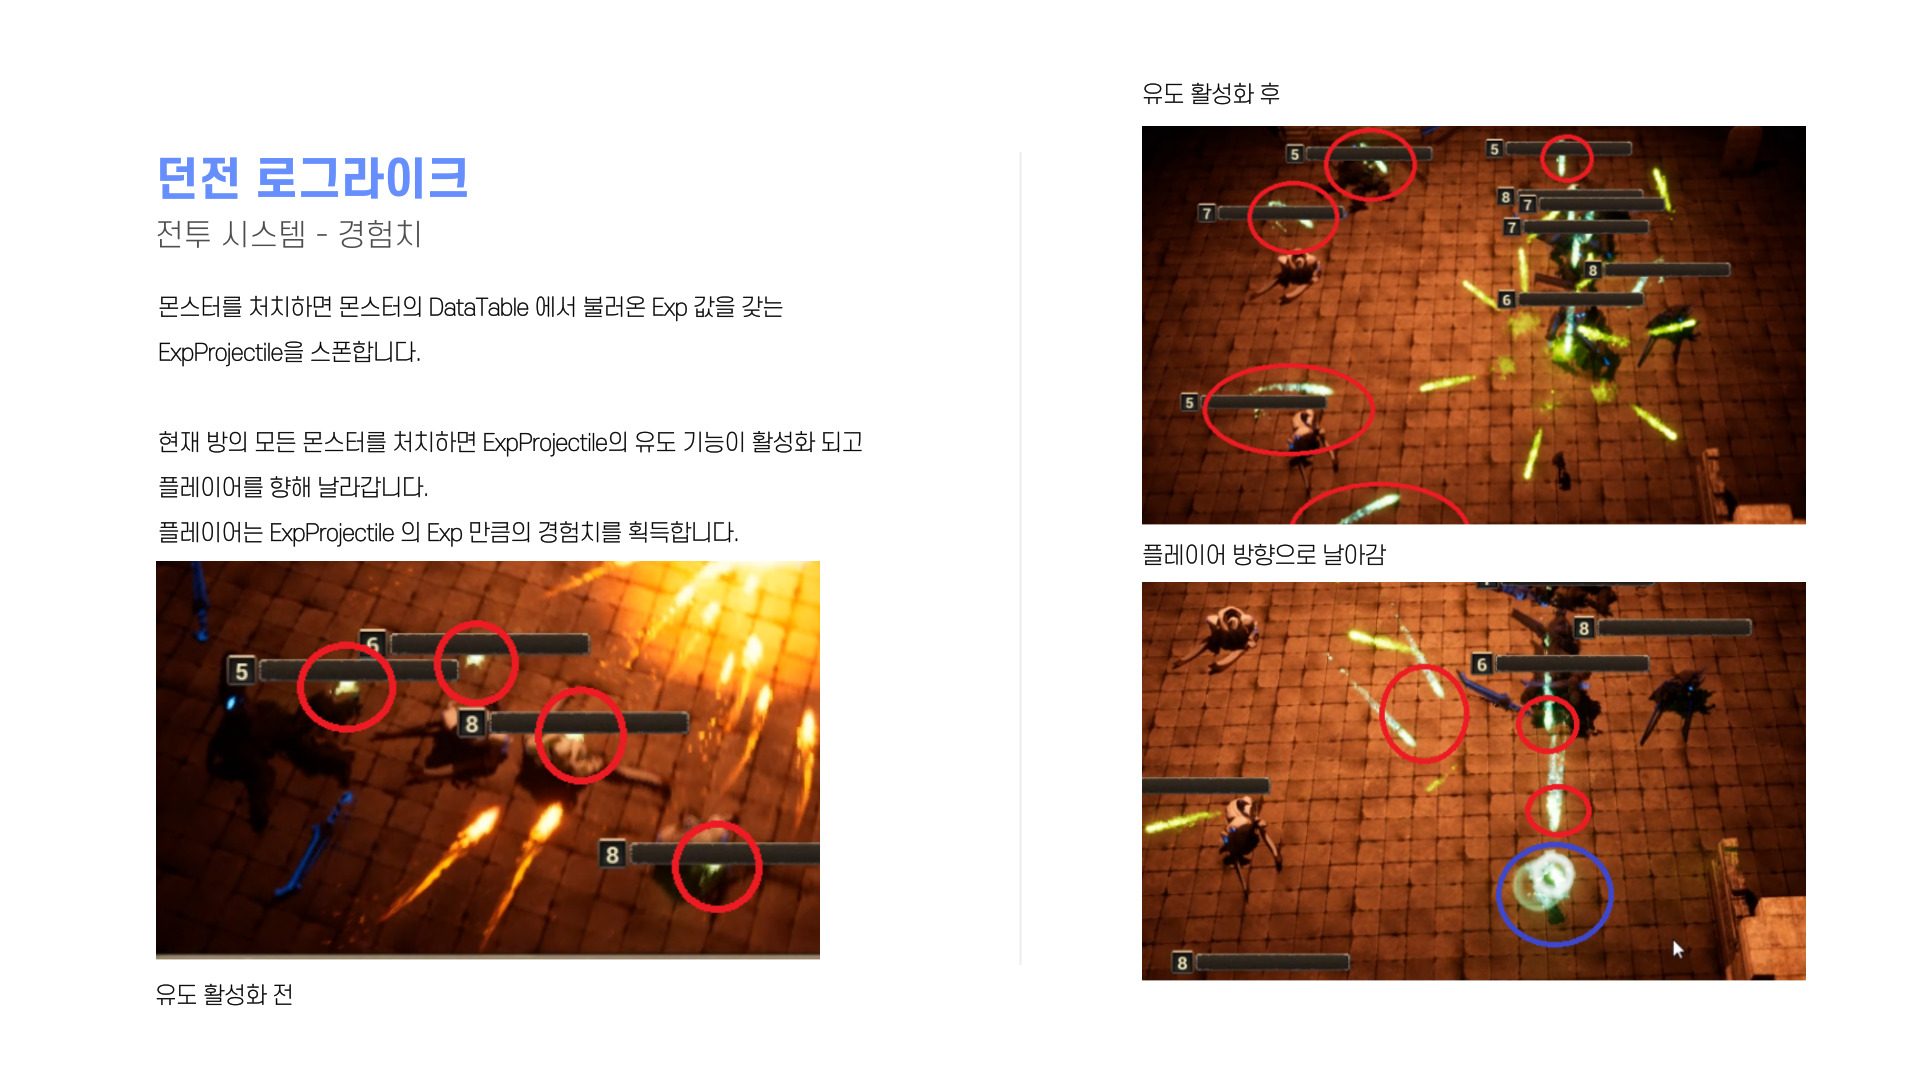 던전 로그라이크
전투 시스템 - 경험치
몬스터를 처치하면 몬스터의 DataTable 에서 불러온 Exp 값을 갖는
ExpProjectile을 스폰합니다.
현재 방의 모든 몬스터를 처치하면 ExpProjectile의 유도 기능이 활성화 되고
플레이어를 향해 날라갑니다.
플레이어는 ExpProjectile 의 Exp 만큼의 경험치를 획득합니다.
6
5
8
8
유도 활성화 전
유도 활성화 후
5
5
7
8
7
7
8
6
5
플레이어 방향으로 날아감
8
6
8